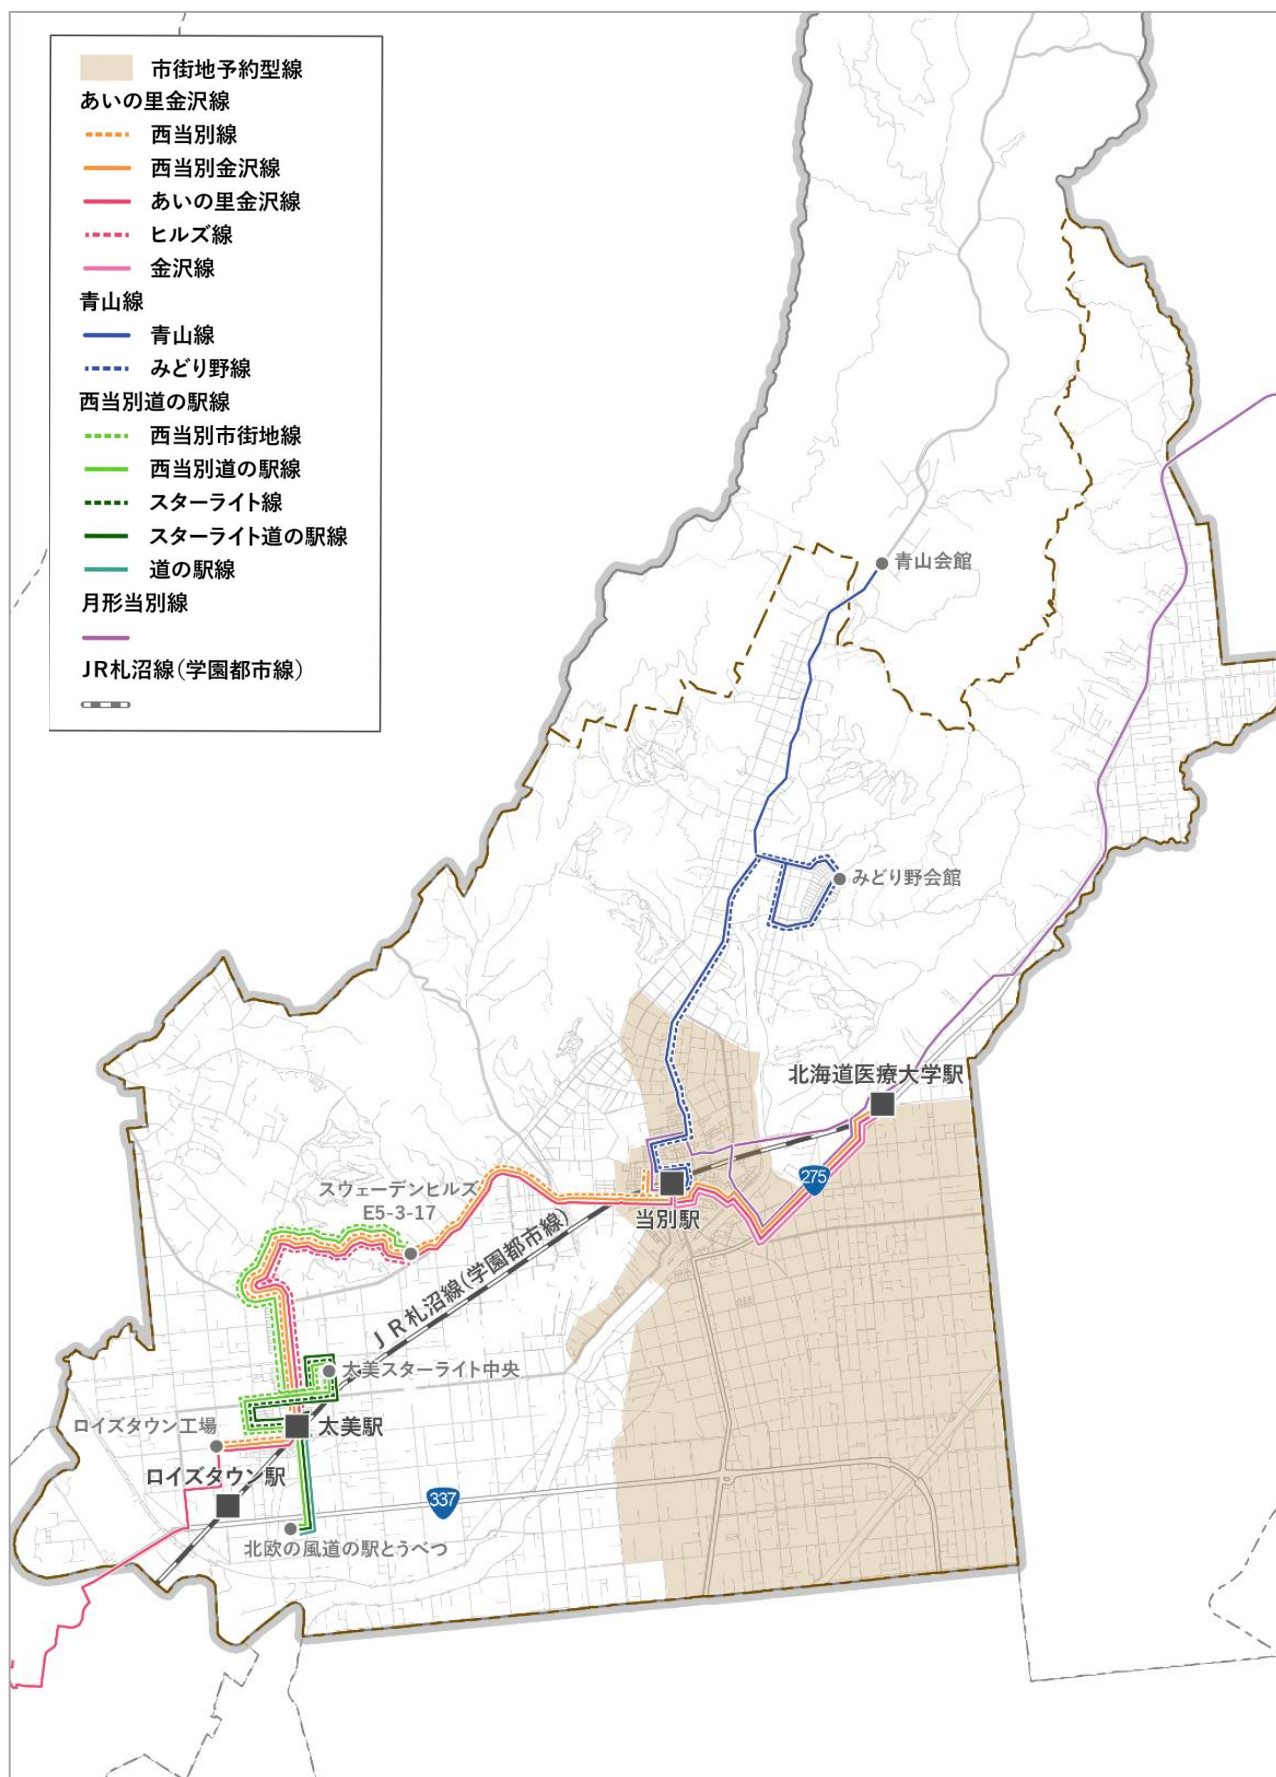 市街地予約型線
あいの里金沢線
西当別線
西当別金沢線
あいの里金沢線
ヒルズ線
金沢線
青山線
青山線
みどり野線
西当別道の駅線
西当別市街地線
西当別道の駅線
スターライト線
スターライト道の駅線
道の駅線
月形当別線
JR札沼線(学園都市線)
青山会館
みどり野会館
北海道医療大学駅
275
スウェーデンヒルズ
E5-3-17
当別駅
JR札沼線(学園都市線)
太美スターライト中央
ロイズタウン工場
太美駅
ロイズタウン駅
337
北欧の風道の駅とうべつ